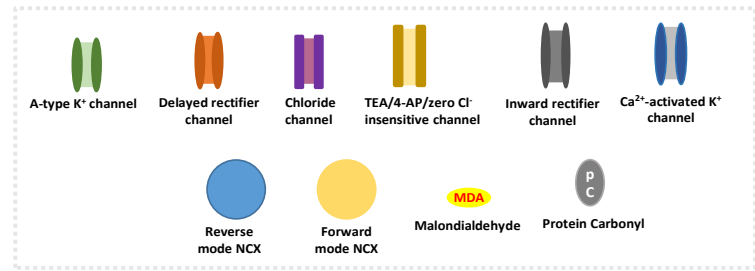 A-type K⁺ channel
Delayed rectifier
channel
Chloride
channel
TEA/4-AP/zero Cl⁻
insensitive channel
Inward rectifier
channel
Ca²⁺-activated K⁺
channel
Reverse
mode NCX
Forward
mode NCX
MDA
Malondialdehyde
p
C
Protein Carbonyl